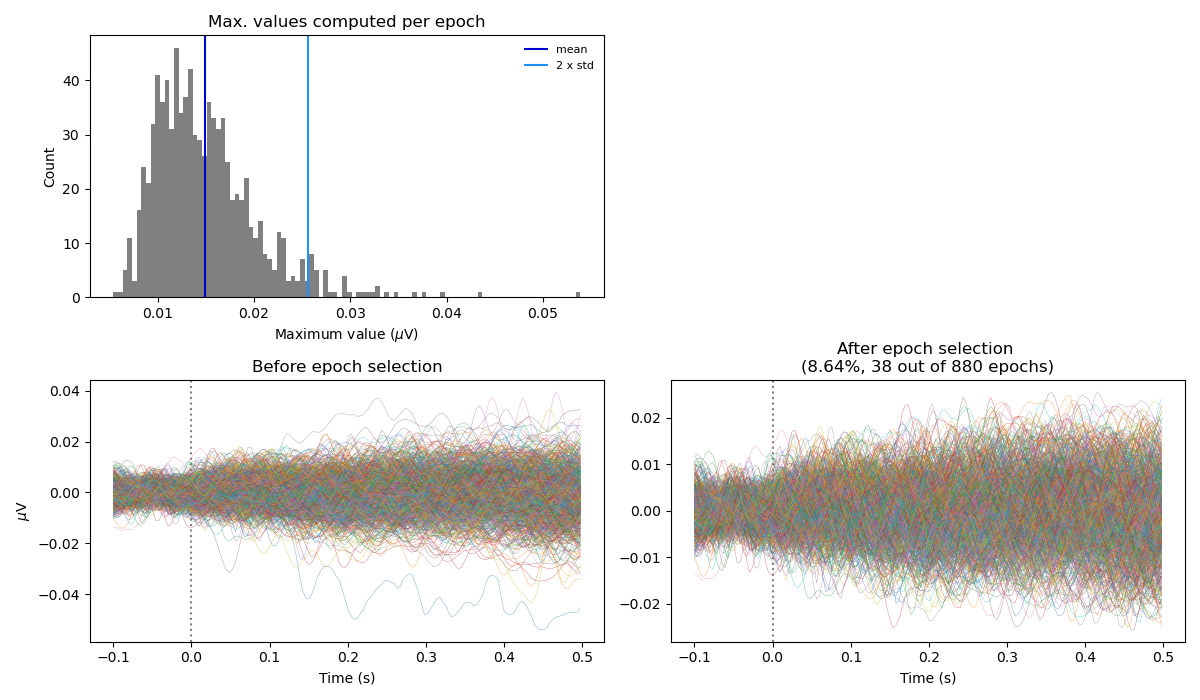 Max. values computed per epoch
mean
2 x std
Count
40
30
20
10
0
0.01 0.02 0.03 0.04 0.05
Maximum value (μV)
Before epoch selection
μV
0.04
0.02
0.00
−0.02
−0.04
−0.1 0.0 0.1 0.2 0.3 0.4 0.5
Time (s)
After epoch selection
(8.64%, 38 out of 880 epochs)
0.02
0.01
0.00
−0.01
−0.02
−0.1 0.0 0.1 0.2 0.3 0.4 0.5
Time (s)